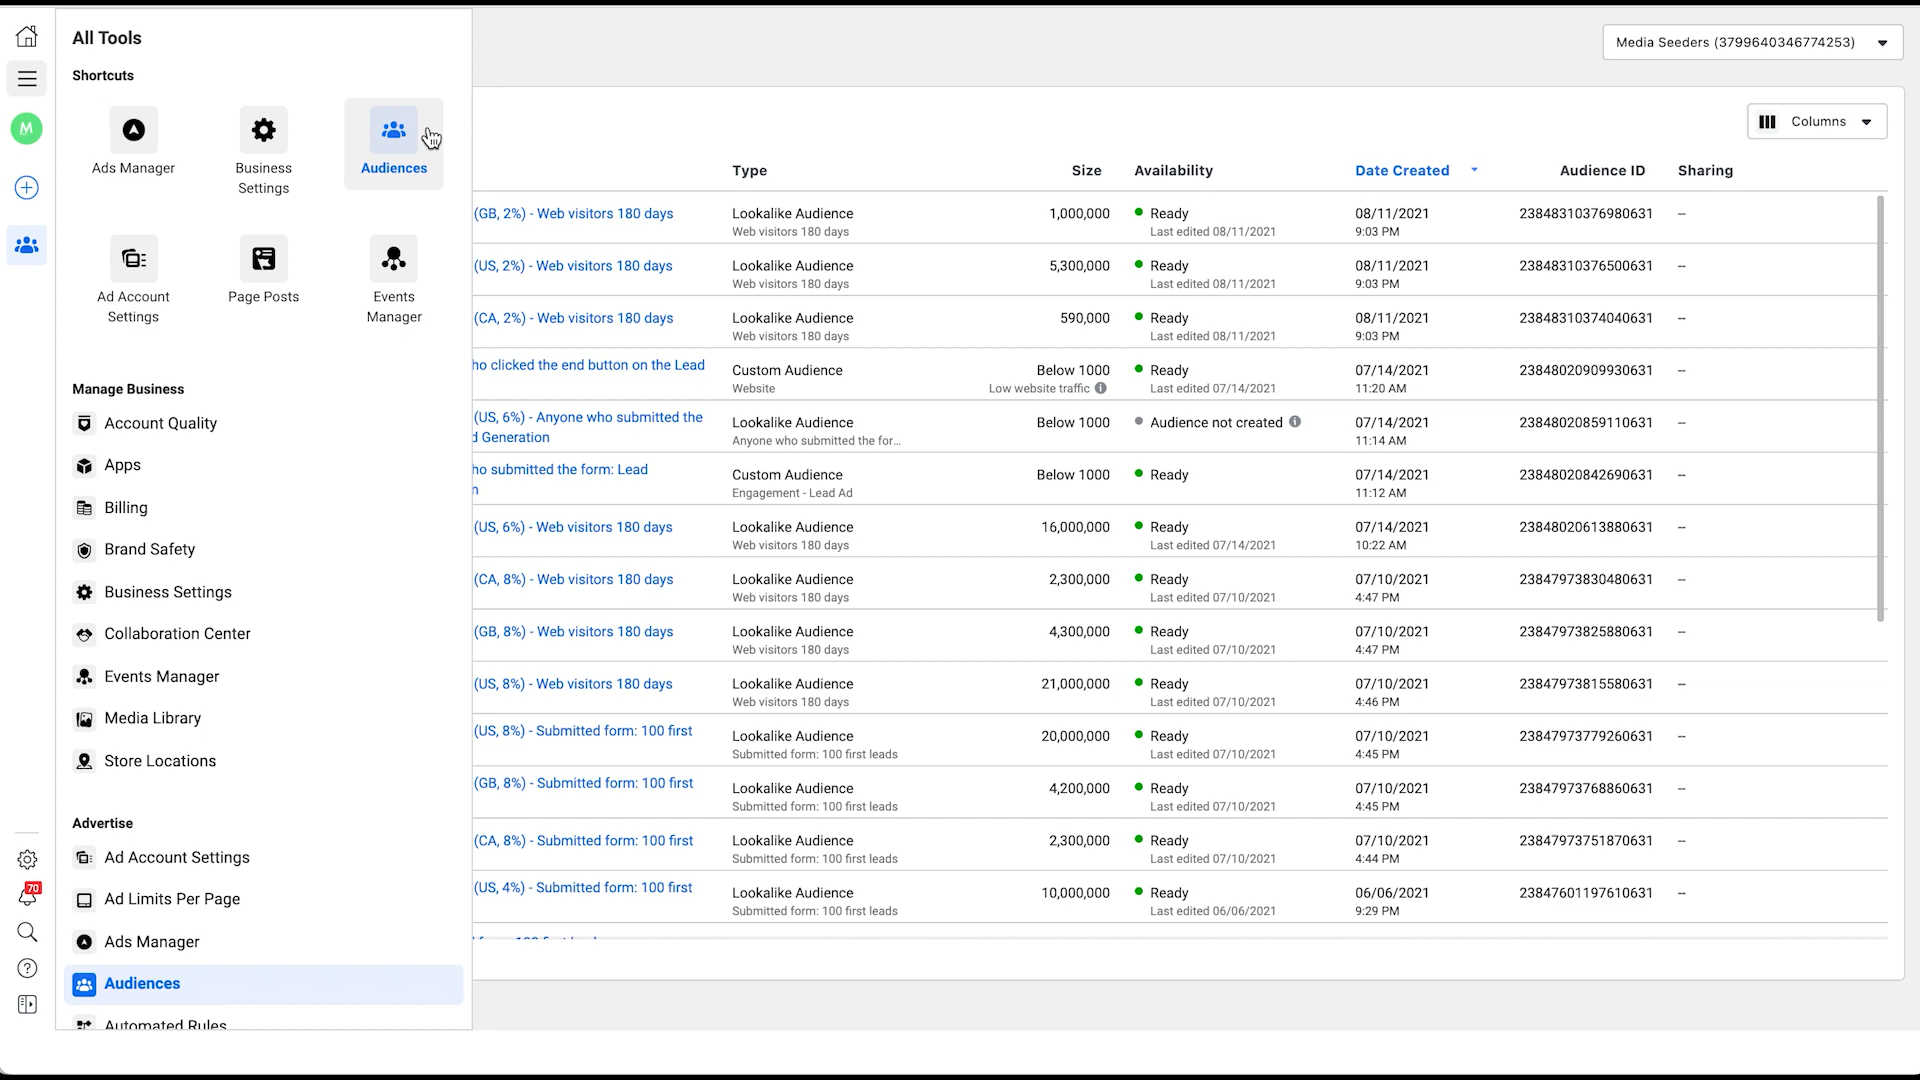 All Tools
Shortcuts
Ads Manager
Business
Settings
Audiences
Ad Account
Settings
Page Posts
Events
Manager
Manage Business
Account Quality
Apps
Billing
Brand Safety
Business Settings
Collaboration Center
Events Manager
Media Library
Store Locations
Advertise
Ad Account Settings
Ad Limits Per Page
Ads Manager
Audiences
Automated Rules
M
70
Media Seeders (3799640346774253)
Columns
Type Size Availability Date Created Audience ID Sharing
(GB, 2%) - Web visitors 180 days Lookalike Audience 1,000,000 Ready 08/11/2021 23848310376980631 --
Web visitors 180 days Last edited 08/11/2021 9:03 PM
(US, 2%) - Web visitors 180 days Lookalike Audience 5,300,000 Ready 08/11/2021 23848310376500631 --
Web visitors 180 days Last edited 08/11/2021 9:03 PM
(CA, 2%) - Web visitors 180 days Lookalike Audience 590,000 Ready 08/11/2021 23848310374040631 --
Web visitors 180 days Last edited 08/11/2021 9:03 PM
ho clicked the end button on the Lead Custom Audience Below 1000 Ready 07/14/2021 23848020909930631 --
Website Low website traffic Last edited 07/14/2021 11:20 AM
(US, 6%) - Anyone who submitted the Lookalike Audience Below 1000 Audience not created 07/14/2021 23848020859110631 --
d Generation Anyone who submitted the for... 11:14 AM
ho submitted the form: Lead Custom Audience Below 1000 Ready 07/14/2021 23848020842690631 --
n Engagement - Lead Ad 11:12 AM
(US, 6%) - Web visitors 180 days Lookalike Audience 16,000,000 Ready 07/14/2021 23848020613880631 --
Web visitors 180 days Last edited 07/14/2021 10:22 AM
(CA, 8%) - Web visitors 180 days Lookalike Audience 2,300,000 Ready 07/10/2021 23847973830480631 --
Web visitors 180 days Last edited 07/10/2021 4:47 PM
(GB, 8%) - Web visitors 180 days Lookalike Audience 4,300,000 Ready 07/10/2021 23847973825880631 --
Web visitors 180 days Last edited 07/10/2021 4:47 PM
(US, 8%) - Web visitors 180 days Lookalike Audience 21,000,000 Ready 07/10/2021 23847973815580631 --
Web visitors 180 days Last edited 07/10/2021 4:46 PM
(US, 8%) - Submitted form: 100 first Lookalike Audience 20,000,000 Ready 07/10/2021 23847973779260631 --
Submitted form: 100 first leads Last edited 07/10/2021 4:45 PM
(GB, 8%) - Submitted form: 100 first Lookalike Audience 4,200,000 Ready 07/10/2021 23847973768860631 --
Submitted form: 100 first leads Last edited 07/10/2021 4:45 PM
(CA, 8%) - Submitted form: 100 first Lookalike Audience 2,300,000 Ready 07/10/2021 23847973751870631 --
Submitted form: 100 first leads Last edited 07/10/2021 4:44 PM
(US, 4%) - Submitted form: 100 first Lookalike Audience 10,000,000 Ready 06/06/2021 23847601197610631 --
Submitted form: 100 first leads Last edited 06/06/2021 9:29 PM